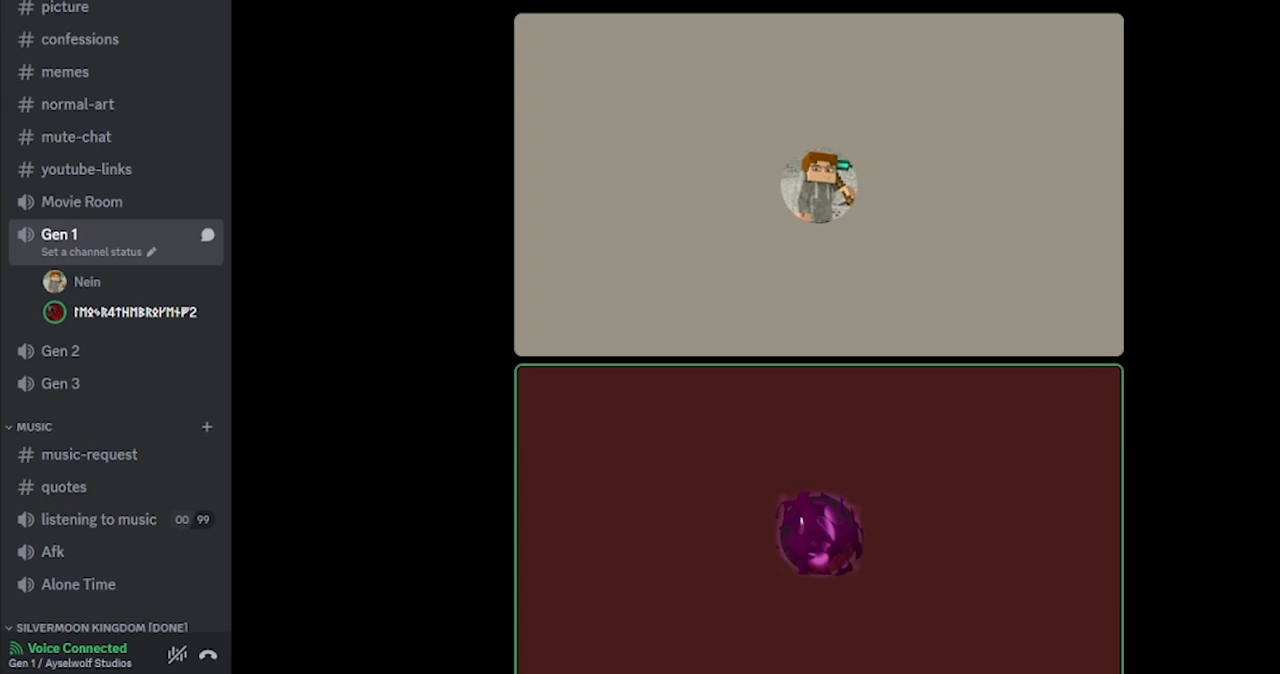 picture
confessions
memes
normal-art
mute-chat
youtube-links
Movie Room
Gen 1
Set a channel status
Nein
Gen 2
Gen 3
MUSIC
music-request
quotes
listening to music 00 99
Afk
Alone Time
SILVERMOON KINGDOM [DONE]
Voice Connected
Gen 1 / Ayselwolf Studios